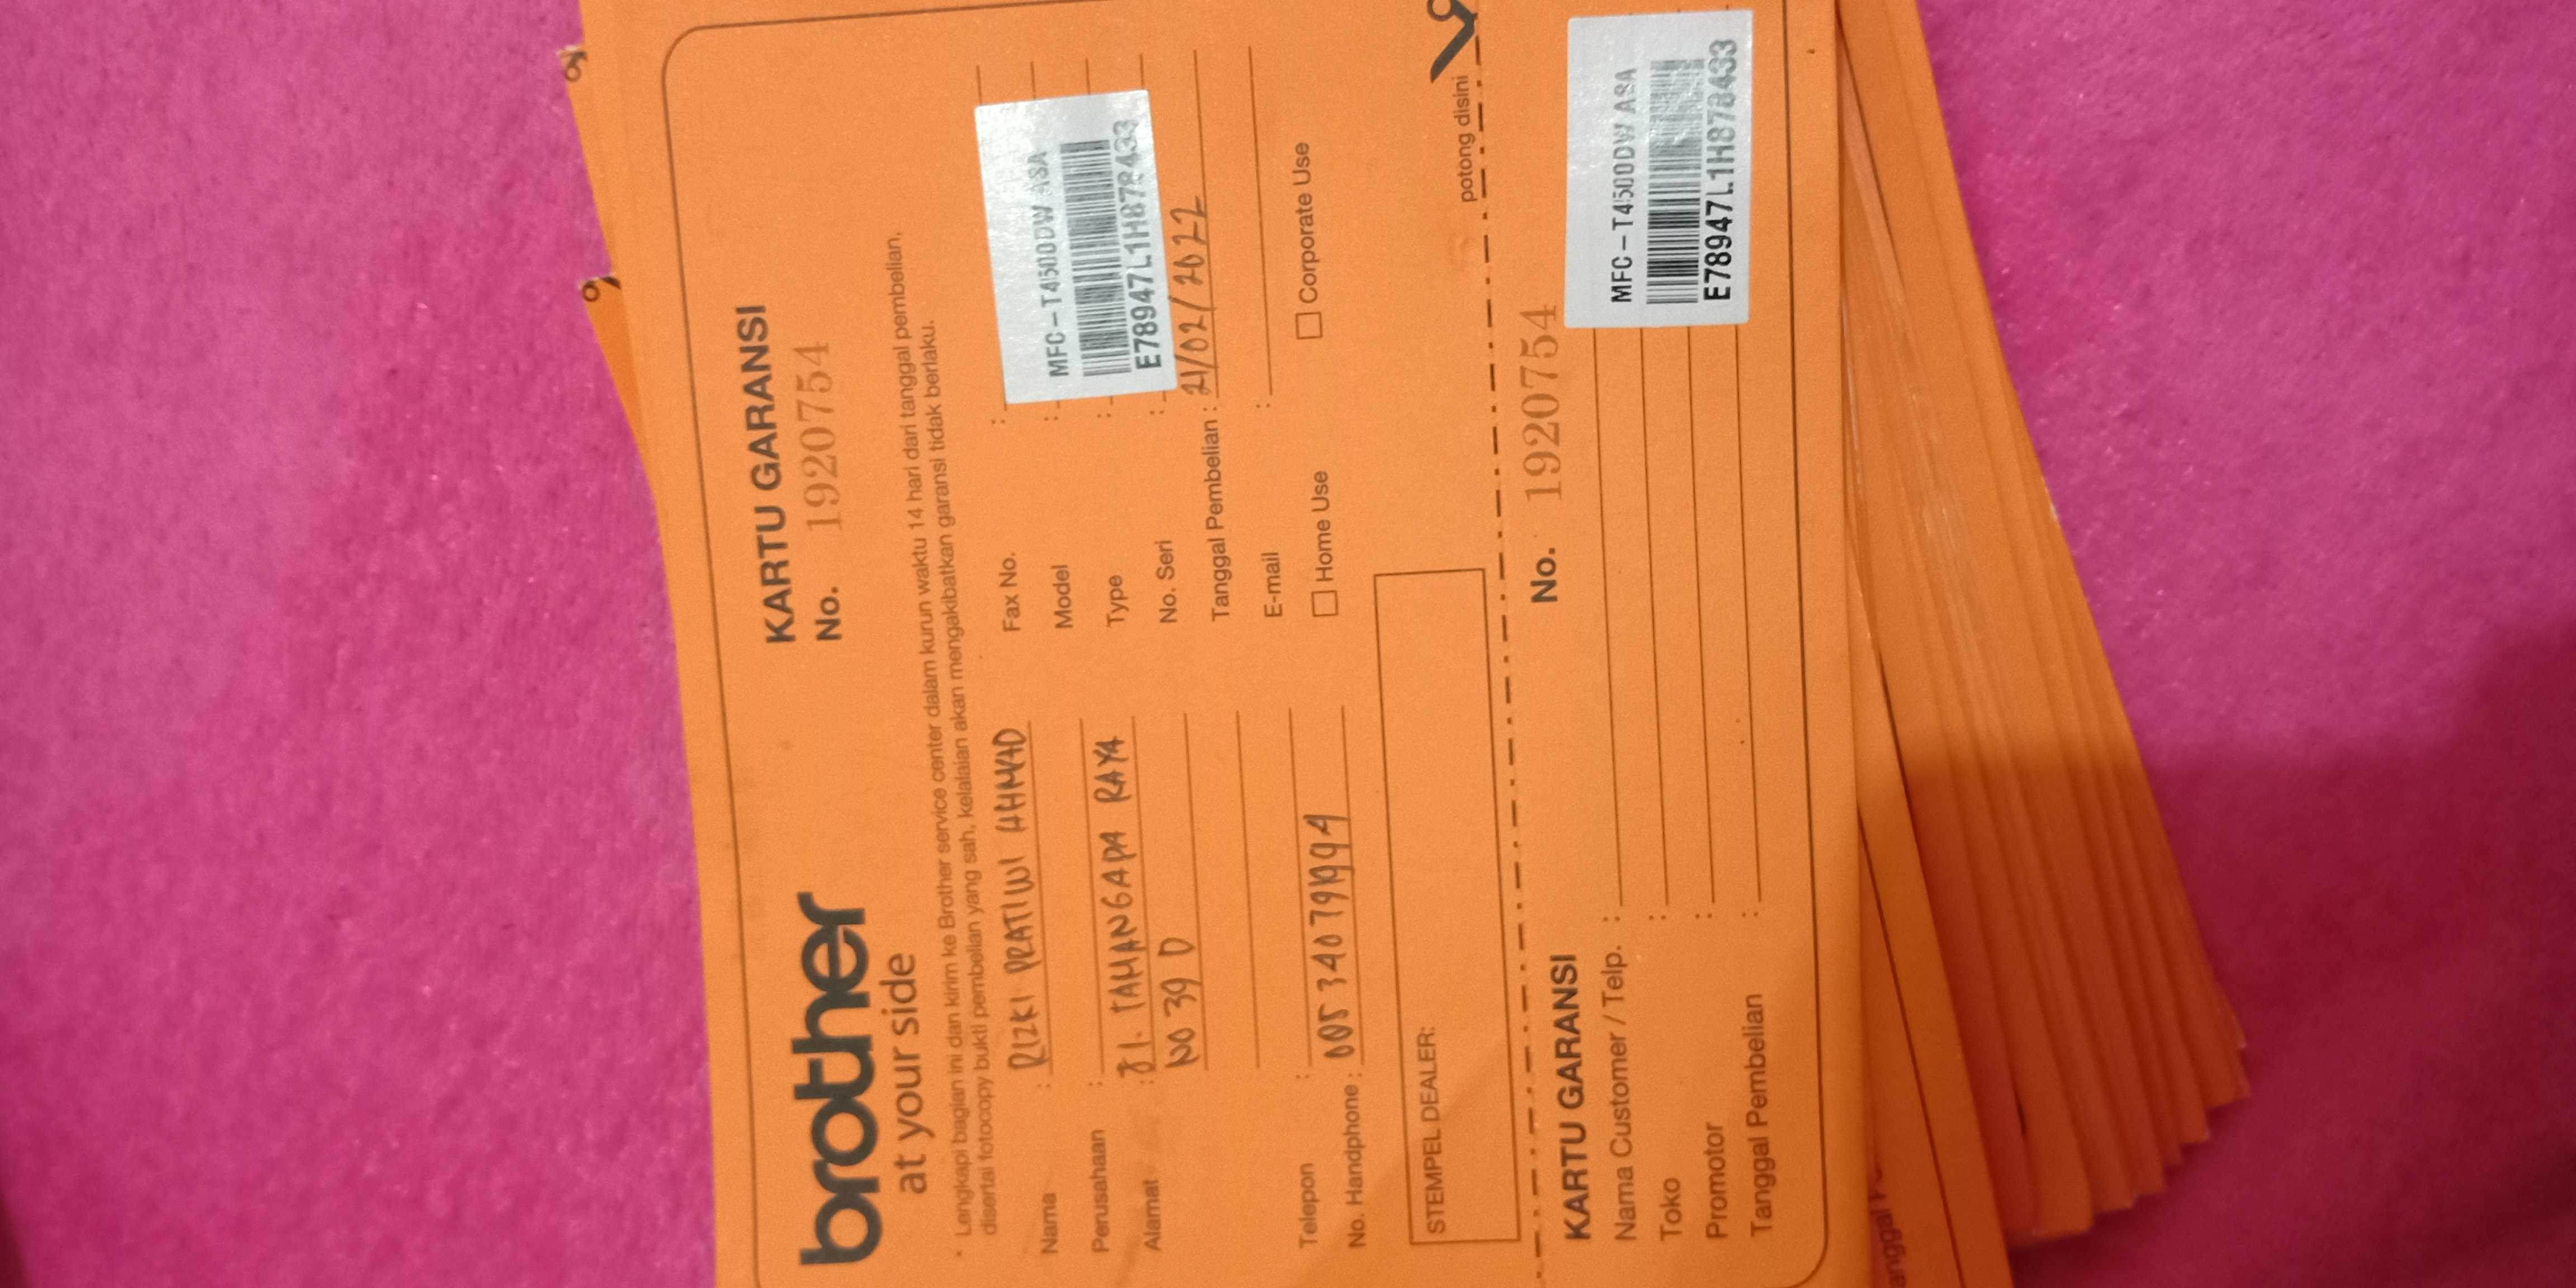 brother
at your side
KARTU GARANSI
No. 1920754
* Lengkapi bagian ini dan kirim ke Brother service center dalam kurun waktu 14 hari dari tanggal pembelian,
disertai fotocopy bukti pembelian yang sah, kelalaian akan mengakibatkan garansi tidak berlaku.
Nama : RIZKI PRATIWI AHMAD
Perusahaan :
Alamat : Jl. TAMANGAPA RAYA
NO 39 D
Telepon :
No. Handphone : 085340791994
Fax No. :
Model :
Type :
No. Seri :
MFC-T4500DW ASA
E78947L1H878433
Tanggal Pembelian : 21/02/2022
E-mail :
Home Use
Corporate Use
STEMPEL DEALER:
potong disini
KARTU GARANSI
No. 1920754
Nama Customer / Telp. :
Toko :
Promotor :
Tanggal Pembelian :
MFC-T4500DW ASA
E78947L1H878433